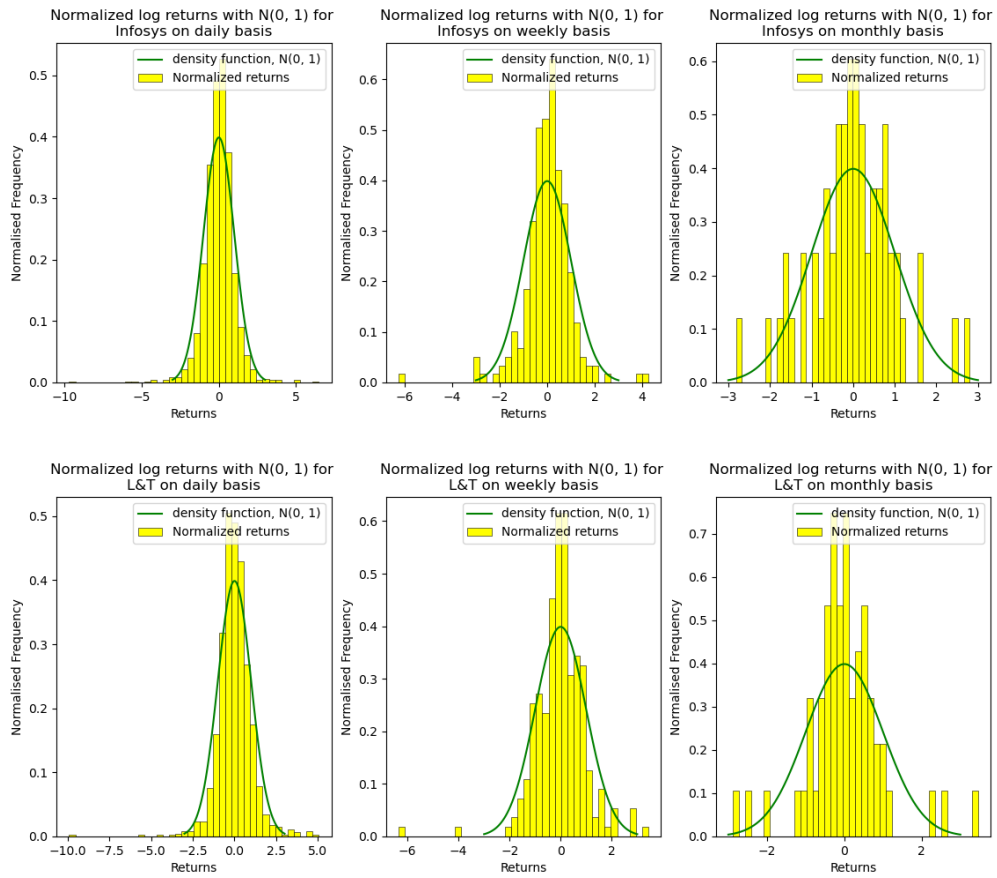 Normalized log returns with N(0, 1) for
Infosys on daily basis
density function, N(0, 1)
Normalized returns
Normalised Frequency
0.5
0.4
0.3
0.2
0.1
0.0
−10
−5
0
5
Returns
Normalized log returns with N(0, 1) for
Infosys on weekly basis
density function, N(0, 1)
Normalized returns
Normalised Frequency
0.6
0.5
0.4
0.3
0.2
0.1
0.0
−6
−4
−2
0
2
4
Returns
Normalized log returns with N(0, 1) for
Infosys on monthly basis
density function, N(0, 1)
Normalized returns
Normalised Frequency
0.6
0.5
0.4
0.3
0.2
0.1
0.0
−3
−2
−1
0
1
2
3
Returns
Normalized log returns with N(0, 1) for
L&T on daily basis
density function, N(0, 1)
Normalized returns
Normalised Frequency
0.5
0.4
0.3
0.2
0.1
0.0
−10.0
−7.5
−5.0
−2.5
0.0
2.5
5.0
Returns
Normalized log returns with N(0, 1) for
L&T on weekly basis
density function, N(0, 1)
Normalized returns
Normalised Frequency
0.6
0.5
0.4
0.3
0.2
0.1
0.0
−6
−4
−2
0
2
Returns
Normalized log returns with N(0, 1) for
L&T on monthly basis
density function, N(0, 1)
Normalized returns
Normalised Frequency
0.7
0.6
0.5
0.4
0.3
0.2
0.1
0.0
−2
0
2
Returns